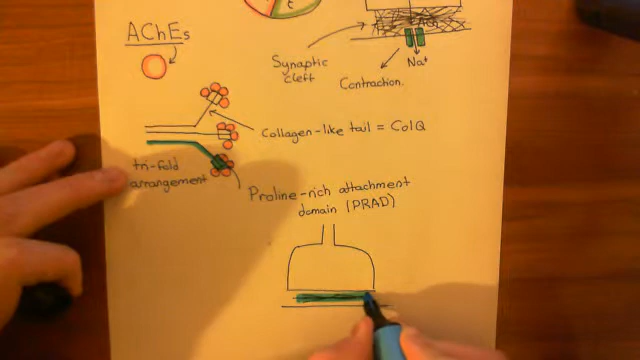 t
AChEs
Synaptic
cleft
Na+
Contraction.
Collagen-like tail = ColQ
tri-fold
arrangement
Proline-rich attachment
domain (PRAD)